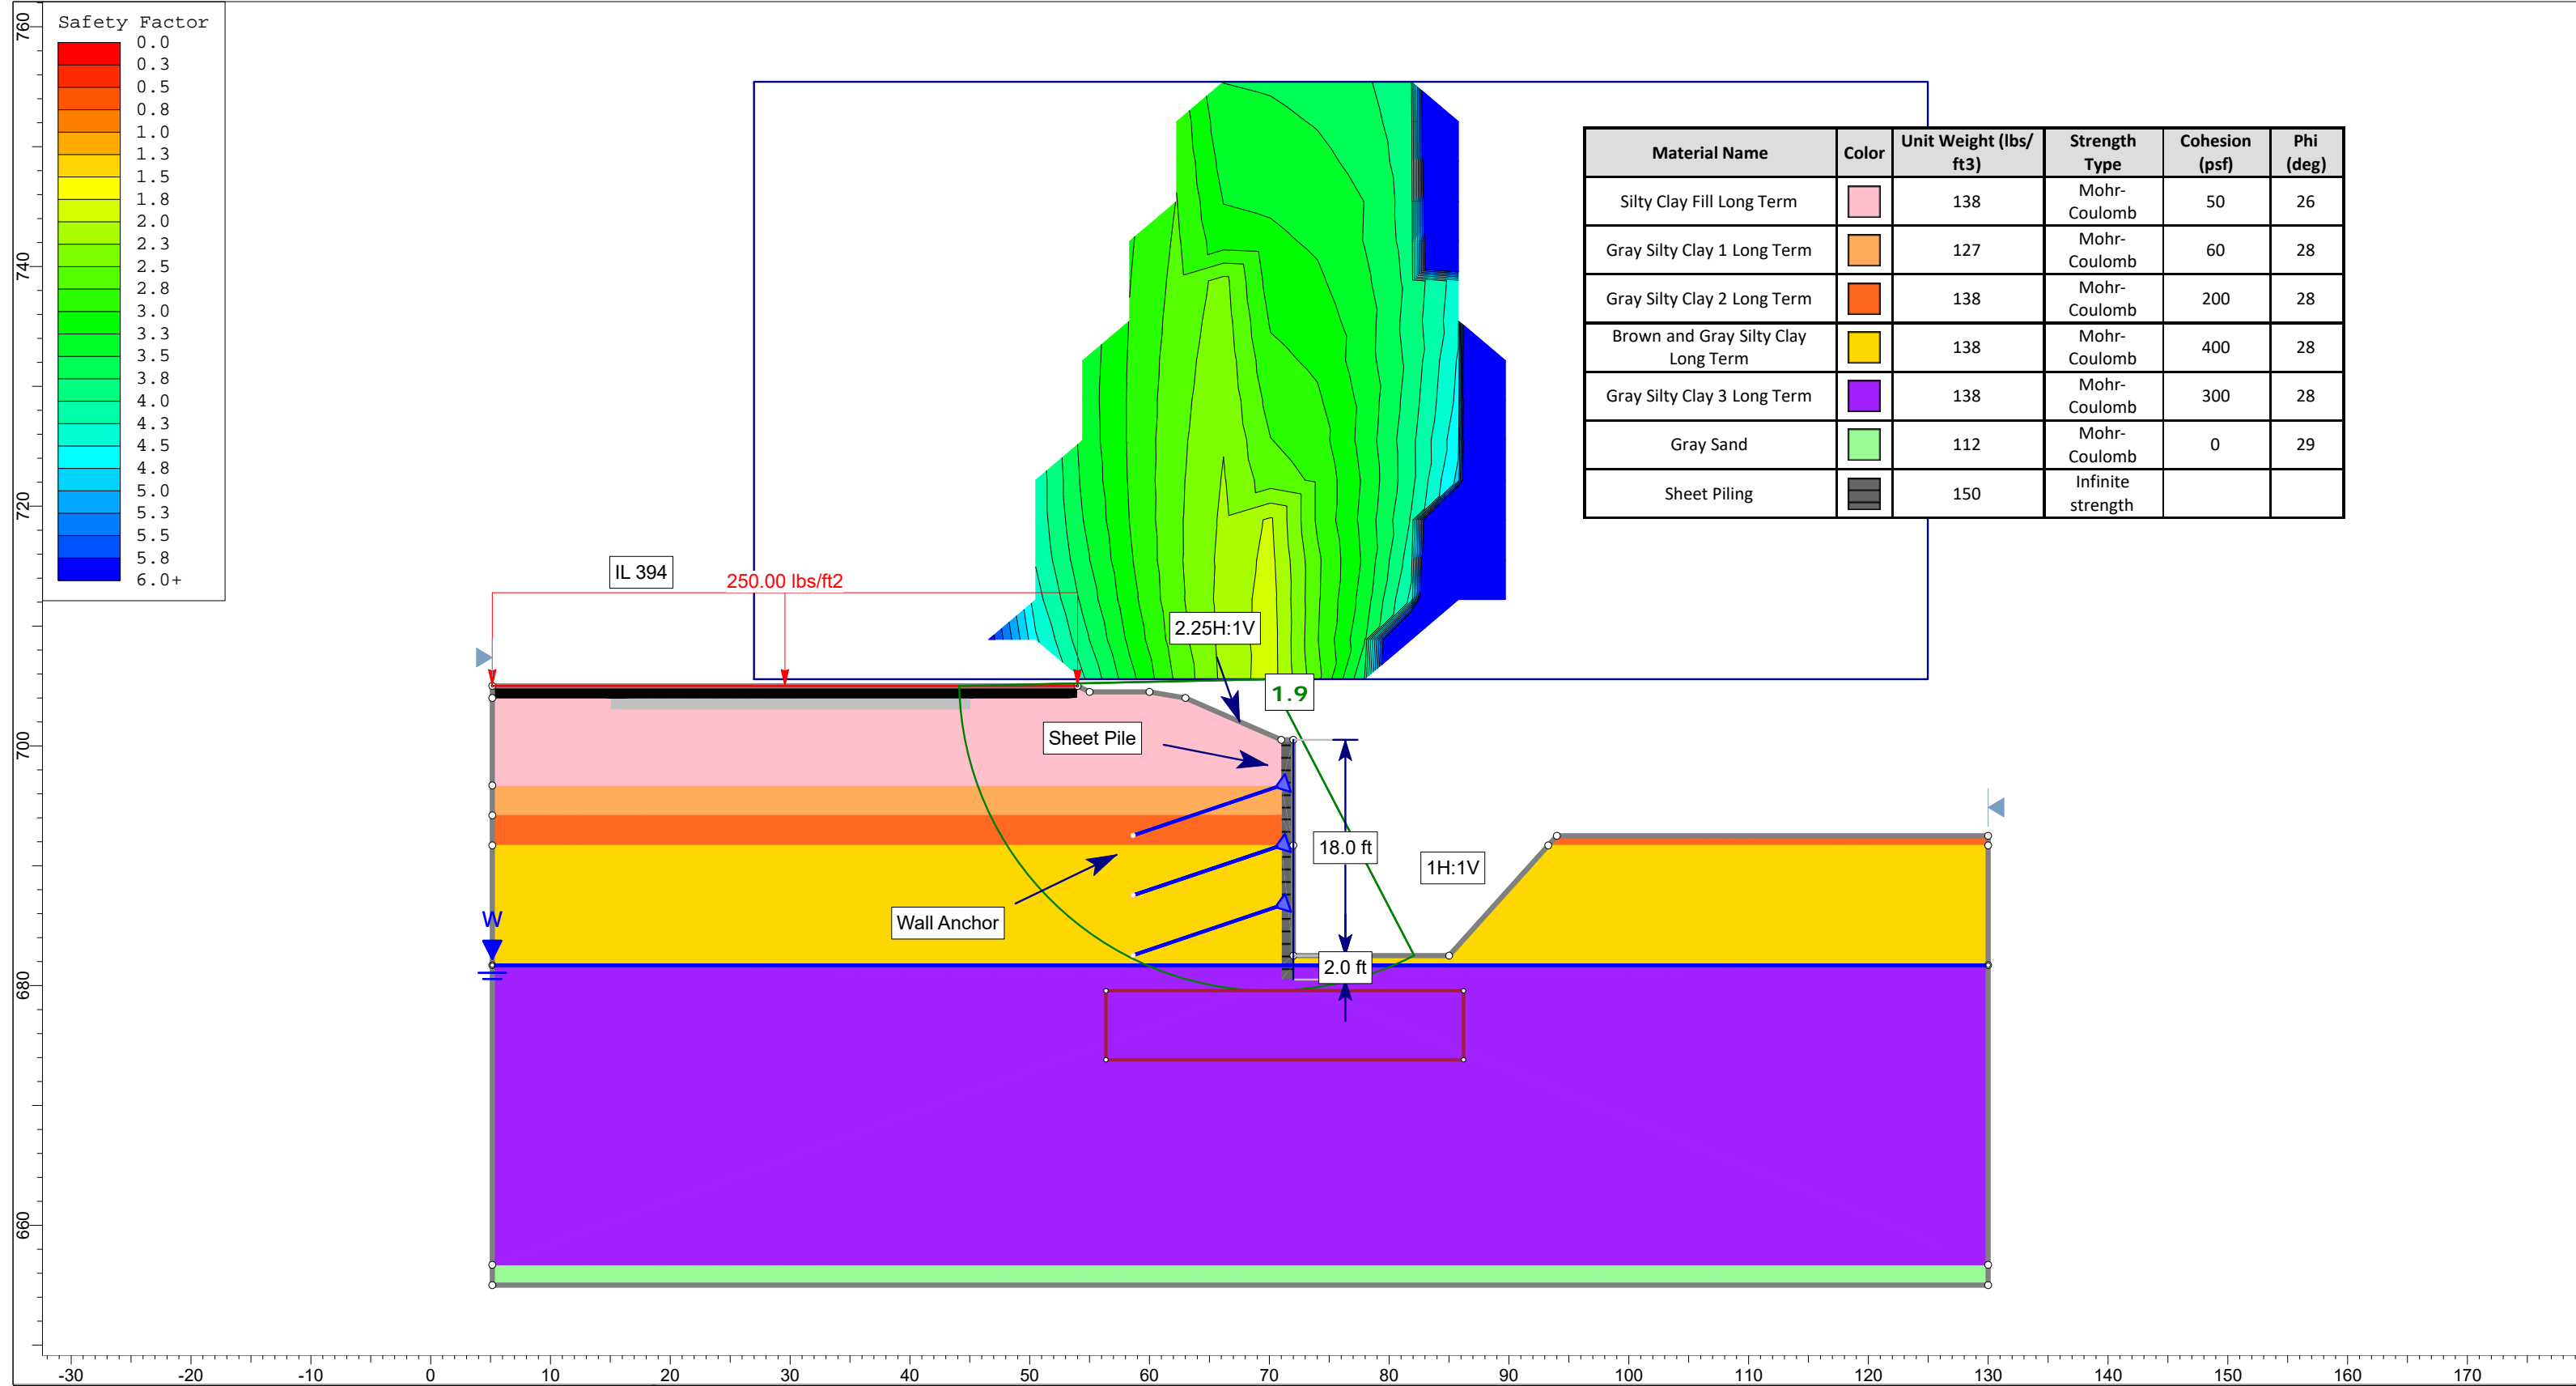 Safety Factor
0.0
0.3
0.5
0.8
1.0
1.3
1.5
1.8
2.0
2.3
2.5
2.8
3.0
3.3
3.5
3.8
4.0
4.3
4.5
4.8
5.0
5.3
5.5
5.8
6.0+
Material Name Color Unit Weight (lbs/ft3) Strength Type Cohesion (psf) Phi (deg)
Silty Clay Fill Long Term 138 Mohr-Coulomb 50 26
Gray Silty Clay 1 Long Term 127 Mohr-Coulomb 60 28
Gray Silty Clay 2 Long Term 138 Mohr-Coulomb 200 28
Brown and Gray Silty Clay Long Term 138 Mohr-Coulomb 400 28
Gray Silty Clay 3 Long Term 138 Mohr-Coulomb 300 28
Gray Sand 112 Mohr-Coulomb 0 29
Sheet Piling 150 Infinite strength
IL 394
250.00 lbs/ft2
2.25H:1V
1.9
Sheet Pile
18.0 ft
1H:1V
Wall Anchor
W
2.0 ft
760
740
720
700
680
660
-30 -20 -10 0 10 20 30 40 50 60 70 80 90 100 110 120 130 140 150 160 170